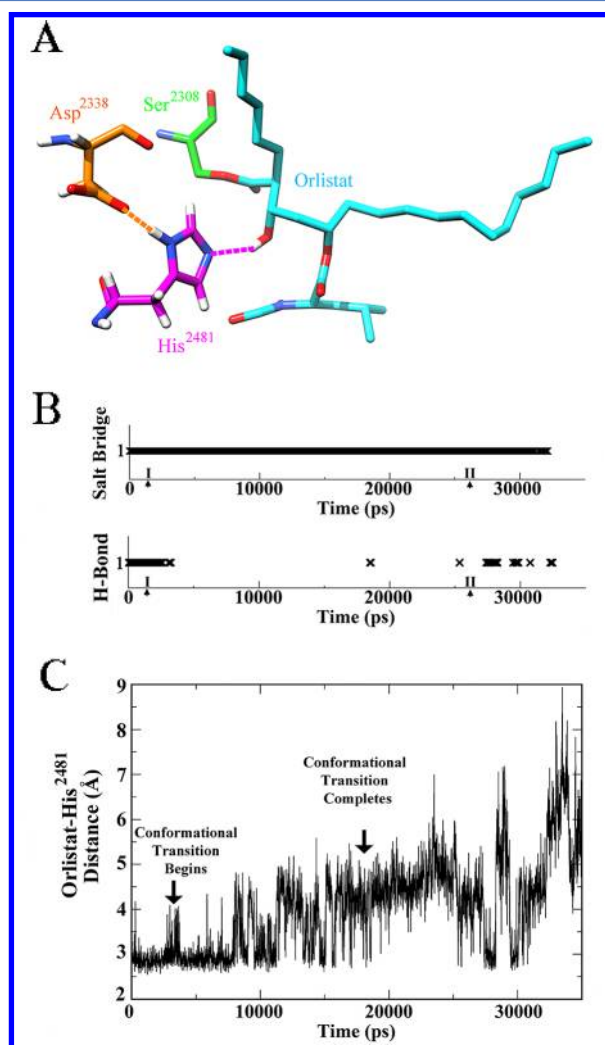 A
Asp2338
Ser2308
Orlistat
His2481
B
Salt Bridge
1
I II
0 10000 20000 30000
Time (ps)
H-Bond
1
I II
0 10000 20000 30000
Time (ps)
C
Orlistat-His2481
Distance (Å)
9
8
7
6
5
4
3
2
Conformational
Transition
Completes
Conformational
Transition
Begins
0 10000 20000 30000
Time (ps)